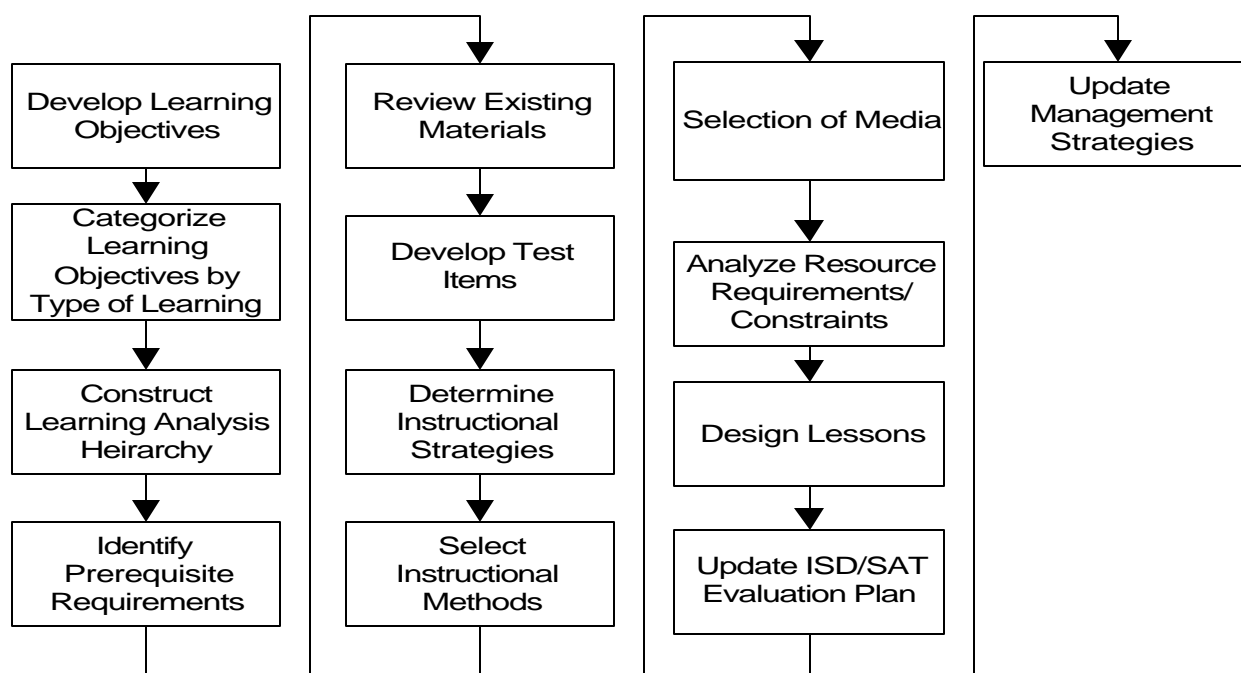 Develop Learning
Objectives
Categorize
Learning
Objectives by
Type of Learning
Construct
Learning Analysis
Heirarchy
Identify
Prerequisite
Requirements
Review Existing
Materials
Develop Test
Items
Determine
Instructional
Strategies
Select
Instructional
Methods
Selection of Media
Analyze Resource
Requirements/
Constraints
Design Lessons
Update ISD/SAT
Evaluation Plan
Update
Management
Strategies